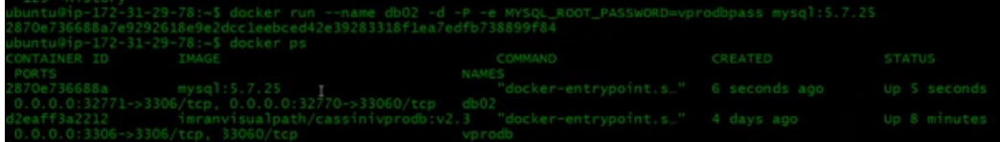 ubuntu@ip-172-31-29-78:~$ docker run --name db02 -d -P -e MYSQL_ROOT_PASSWORD=vprodbpass mysql:5.7.25
2870e736688a7e9292618e9e2dcc1eebced42e39283318f1ea7edfb738899f84
ubuntu@ip-172-31-29-78:~$ docker ps
CONTAINER ID IMAGE COMMAND CREATED STATUS
PORTS NAMES
2870e736688a mysql:5.7.25 "docker-entrypoint.s…" 6 seconds ago Up 5 seconds
0.0.0.0:32771->3306/tcp, 0.0.0.0:32770->33060/tcp db02
d2eaff3a2212 imranvisualpath/cassinivprodb:v2.3 "docker-entrypoint.s…" 4 days ago Up 8 minutes
0.0.0.0:3306->3306/tcp, 33060/tcp vprodb